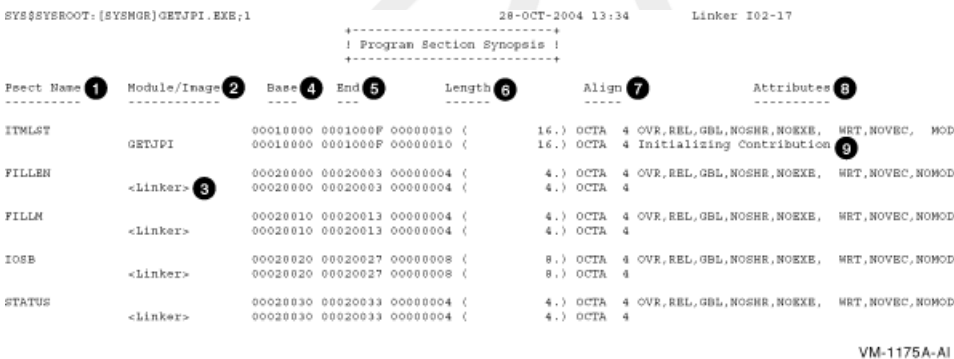 SYS$SYSROOT:[SYSMGR]GETJPI.EXE;1 28-OCT-2004 13:34 Linker I02-17
+--------------------------+
! Program Section Synopsis !
+--------------------------+
Psect Name 1 Module/Image 2 Base 4 End 5 Length 6 Align 7 Attributes 8
---------- ------------ ---- --- ------ ----- ----------
ITMLST 00010000 0001000F 00000010 ( 16.) OCTA 4 OVR,REL,GBL,NOSHR,NOEXE, WRT,NOVEC, MOD
GETJPI 00010000 0001000F 00000010 ( 16.) OCTA 4 Initializing Contribution 9
FILLEN 00020000 00020003 00000004 ( 4.) OCTA 4 OVR,REL,GBL,NOSHR,NOEXE, WRT,NOVEC,NOMOD
<Linker> 3 00020000 00020003 00000004 ( 4.) OCTA 4
FILLM 00020010 00020013 00000004 ( 4.) OCTA 4 OVR,REL,GBL,NOSHR,NOEXE, WRT,NOVEC,NOMOD
<Linker> 00020010 00020013 00000004 ( 4.) OCTA 4
IOSB 00020020 00020027 00000008 ( 8.) OCTA 4 OVR,REL,GBL,NOSHR,NOEXE, WRT,NOVEC,NOMOD
<Linker> 00020020 00020027 00000008 ( 8.) OCTA 4
STATUS 00020030 00020033 00000004 ( 4.) OCTA 4 OVR,REL,GBL,NOSHR,NOEXE, WRT,NOVEC,NOMOD
<Linker> 00020030 00020033 00000004 ( 4.) OCTA 4
VM-1175A-AI